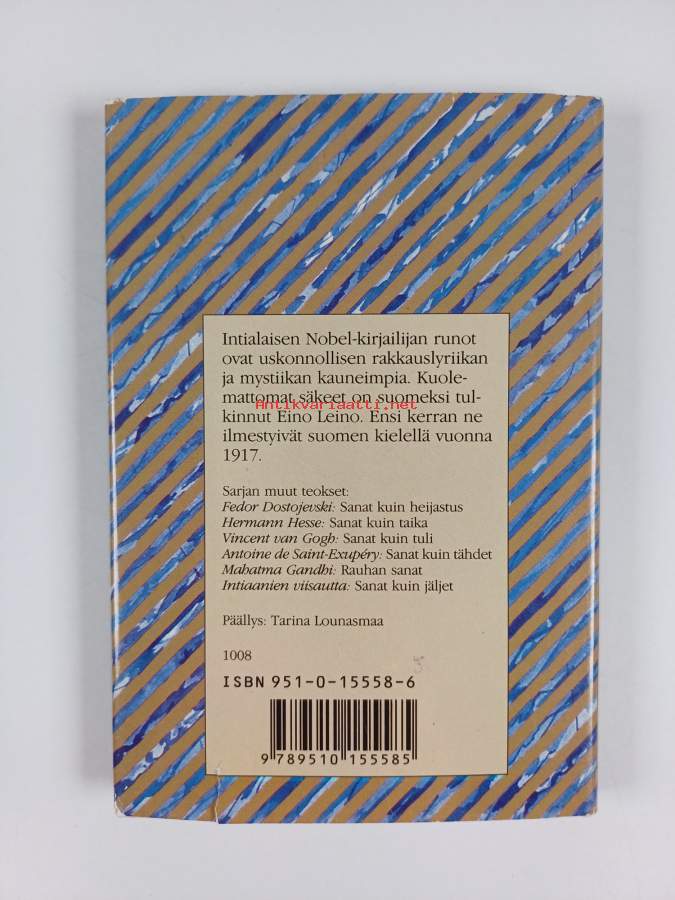 Intialaisen Nobel-kirjailijan runot
ovat uskonnollisen rakkauslyriikan
ja mystiikan kauneimpia. Kuole-
mattomat säkeet on suomeksi tul-
Antikvariaatti.net
kinnut Eino Leino. Ensi kerran ne
ilmestyivät suomen kielellä vuonna
1917.
Sarjan muut teokset:
Fedor Dostojevski: Sanat kuin heijastus
Hermann Hesse: Sanat kuin taika
Vincent van Gogh: Sanat kuin tuli
Antoine de Saint-Exupéry: Sanat kuin tähdet
Mahatma Gandhi: Rauhan sanat
Intiaanien viisautta: Sanat kuin jäljet
Päällys: Tarina Lounasmaa
1008
ISBN 951-0-15558-6
9 789510 155585